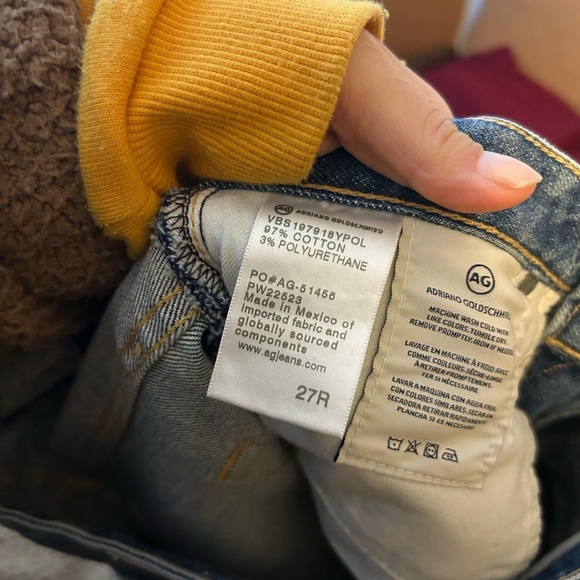 AG ADRIANO GOLDSCHMIED
VBS197918YPOL
97% COTTON
3% POLYURETHANE
PO#AG-51456
PW22523
Made in Mexico of
imported fabric and
globally sourced
components
www.agjeans.com
27R
AG
ADRIANO GOLDSCHMIED
MACHINE WASH COLD WITH
LIKE COLORS. TUMBLE DRY.
REMOVE PROMPTLY. IRON IF NEEDED.
LAVAGE EN MACHINE À FROID AVEC
COMME COULEURS. SÈCHE-LINGE
À RETIRER PROMPTEMENT.
FER SI NÉCESSAIRE.
LAVAR A MAQUINA CON AGUA FRIA.
CON COLORES SIMILARES. SECAR EN
SECADORA RETIRAR RAPIDAMENTE
PLANCHA SI ES NECESARIO